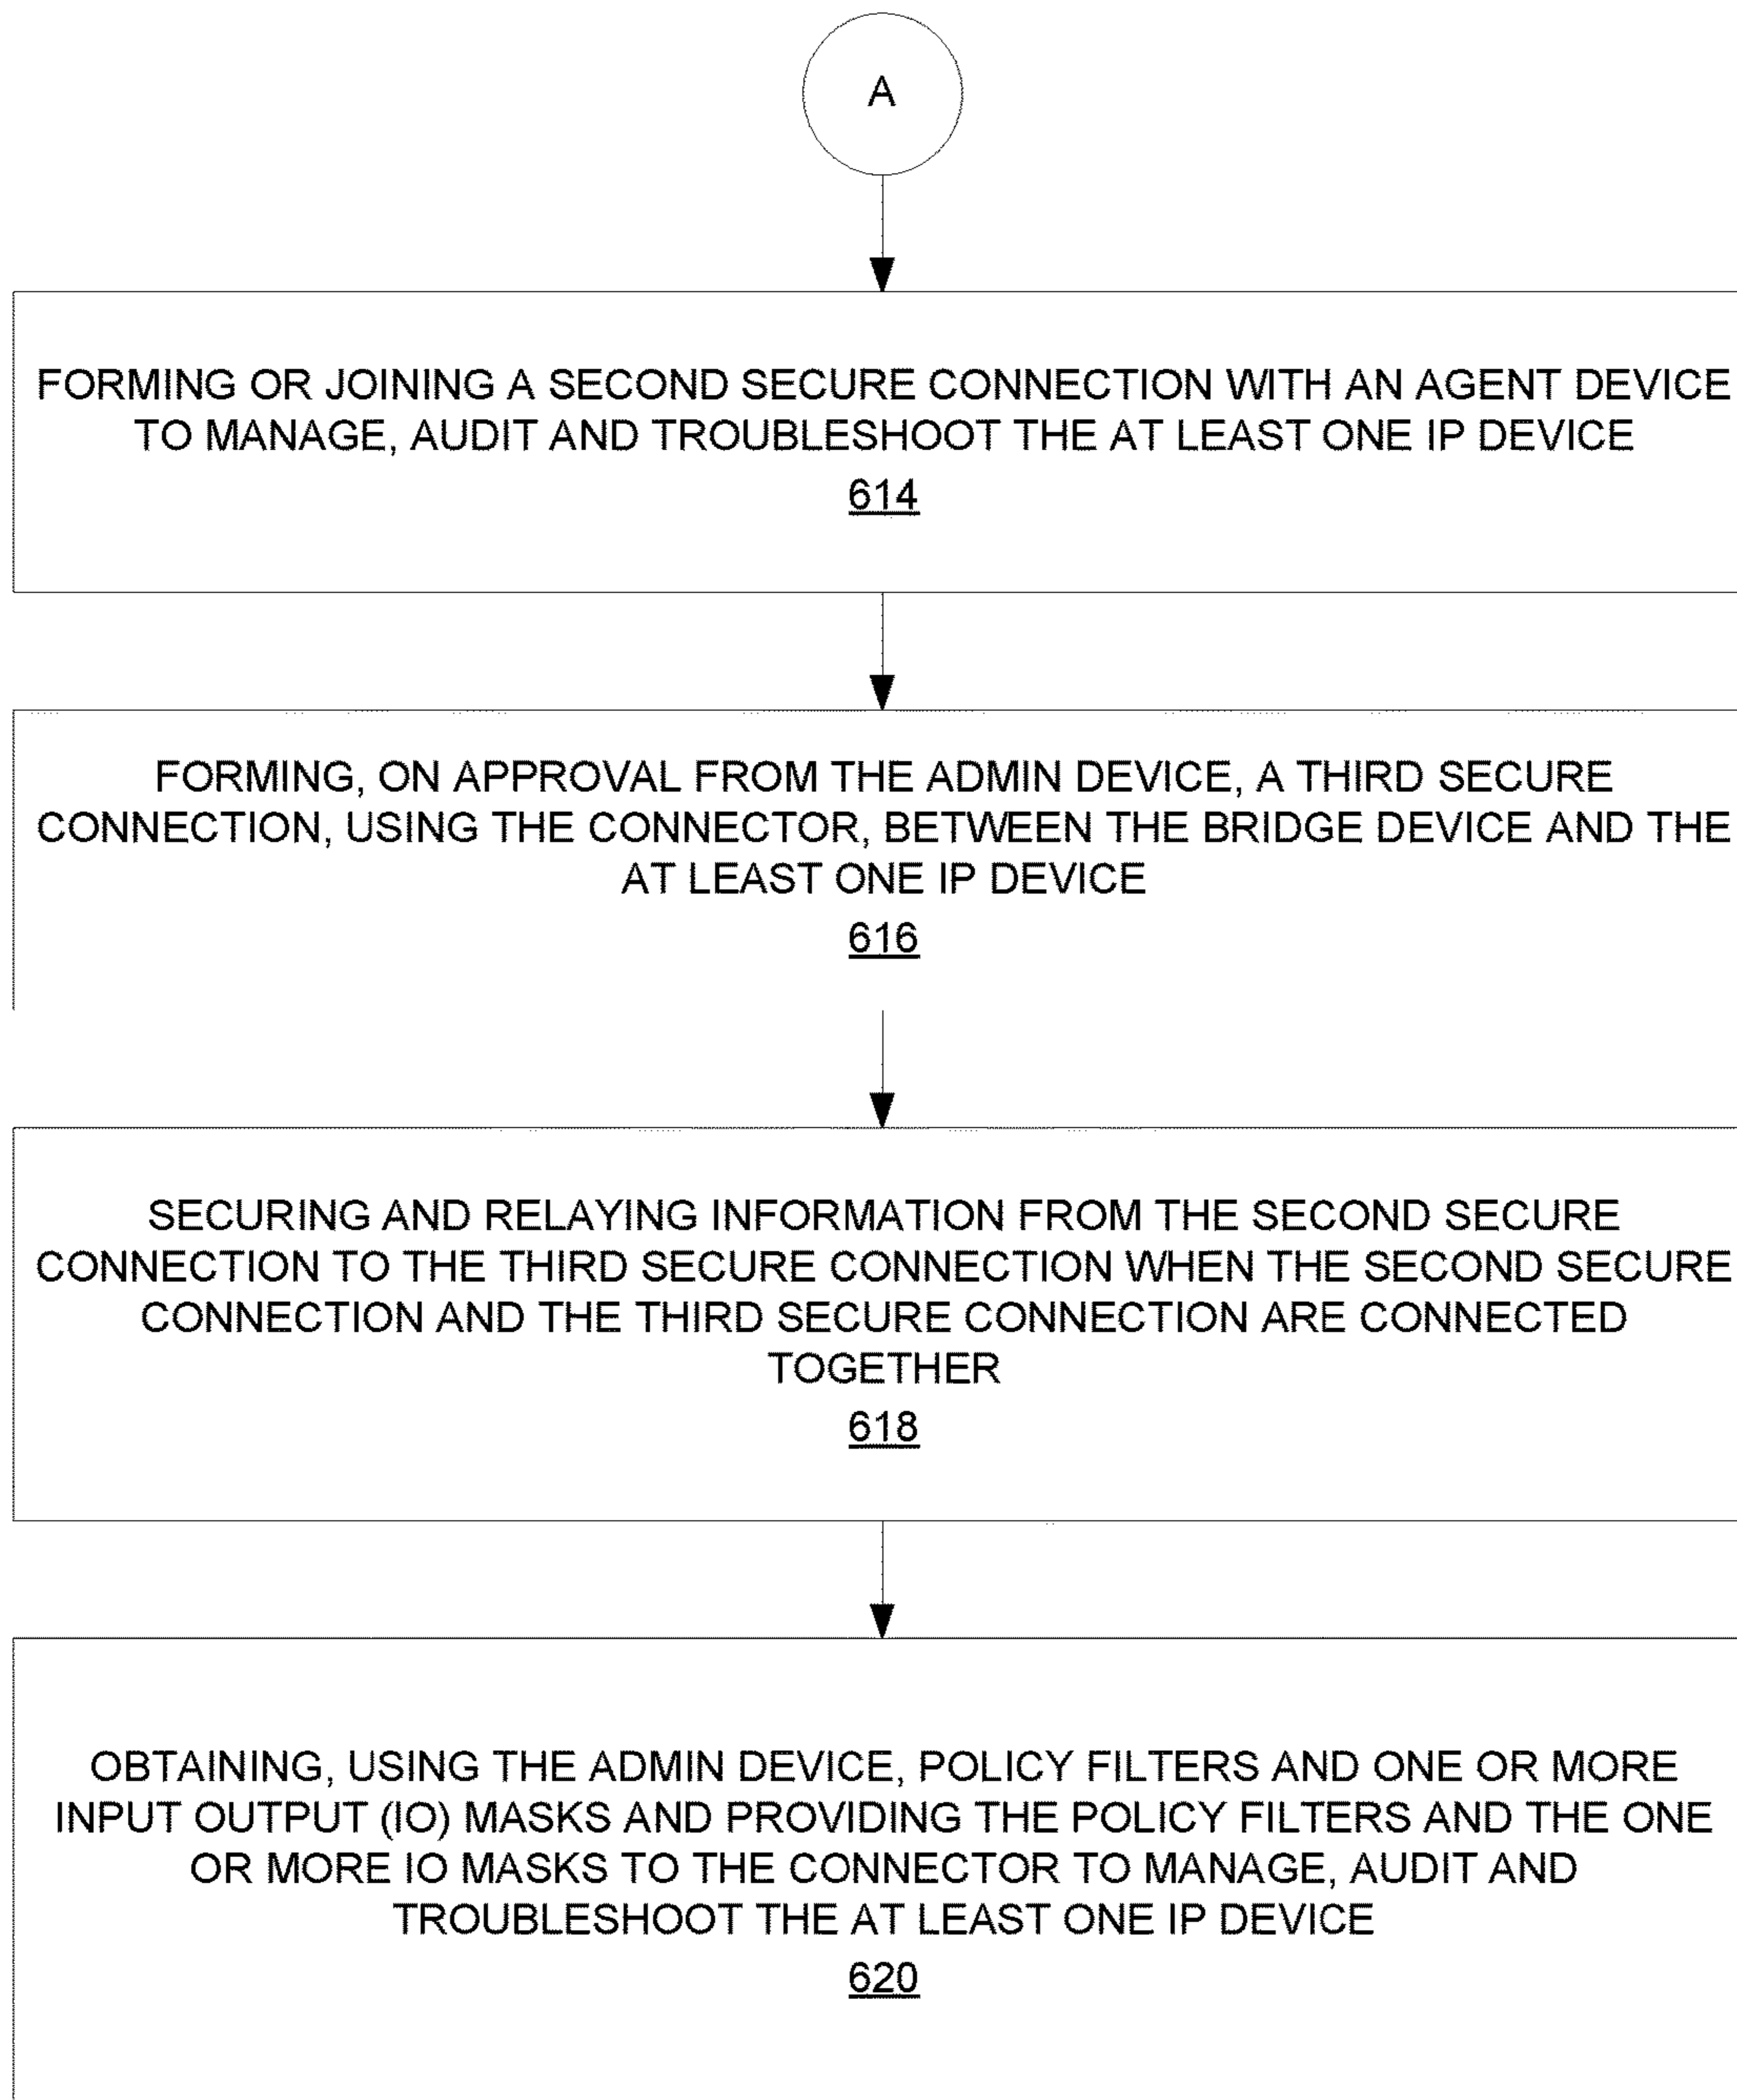 A
FORMING OR JOINING A SECOND SECURE CONNECTION WITH AN AGENT DEVICE
TO MANAGE, AUDIT AND TROUBLESHOOT THE AT LEAST ONE IP DEVICE
614
FORMING, ON APPROVAL FROM THE ADMIN DEVICE, A THIRD SECURE
CONNECTION, USING THE CONNECTOR, BETWEEN THE BRIDGE DEVICE AND THE
AT LEAST ONE IP DEVICE
616
SECURING AND RELAYING INFORMATION FROM THE SECOND SECURE
CONNECTION TO THE THIRD SECURE CONNECTION WHEN THE SECOND SECURE
CONNECTION AND THE THIRD SECURE CONNECTION ARE CONNECTED
TOGETHER
618
OBTAINING, USING THE ADMIN DEVICE, POLICY FILTERS AND ONE OR MORE
INPUT OUTPUT (IO) MASKS AND PROVIDING THE POLICY FILTERS AND THE ONE
OR MORE IO MASKS TO THE CONNECTOR TO MANAGE, AUDIT AND
TROUBLESHOOT THE AT LEAST ONE IP DEVICE
620